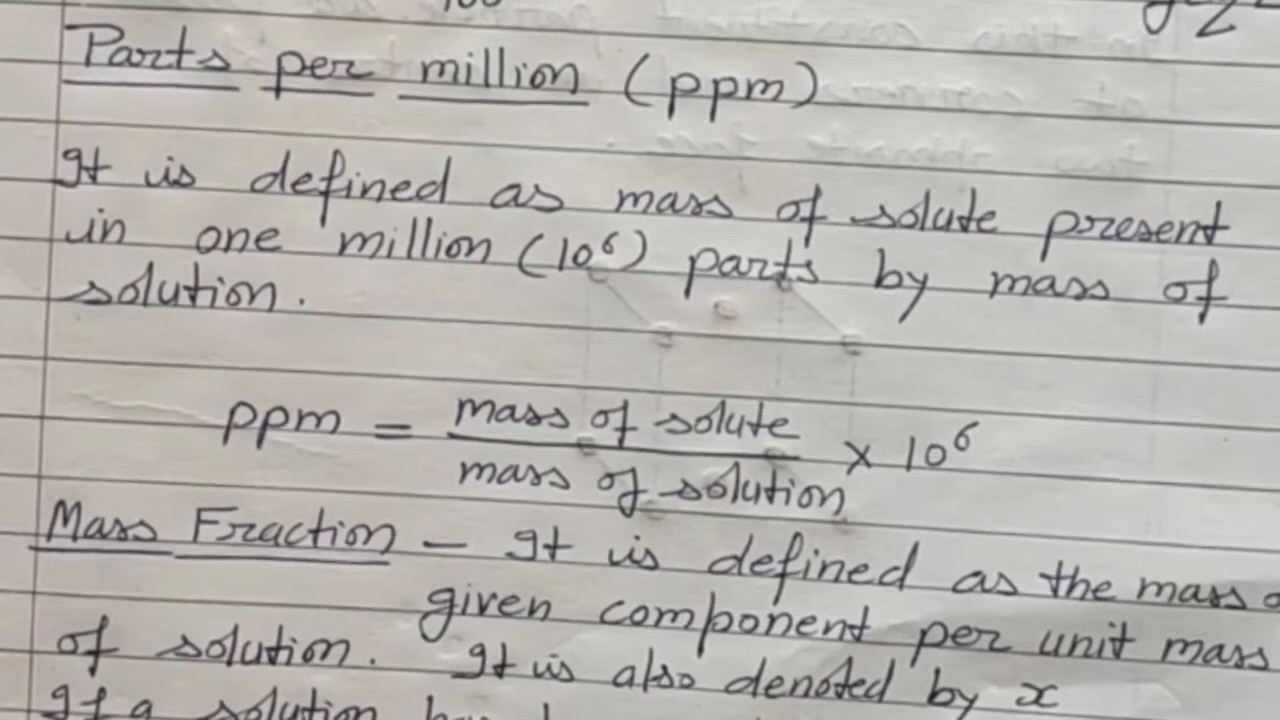 Parts per million (ppm)
It is defined as mass of solute present
in one million (10⁶) parts by mass of
solution.
ppm = mass of solute / mass of solution × 10⁶
Mass Fraction – It is defined as the mass
given component per unit mass
of solution. It is also denoted by x
If a solution